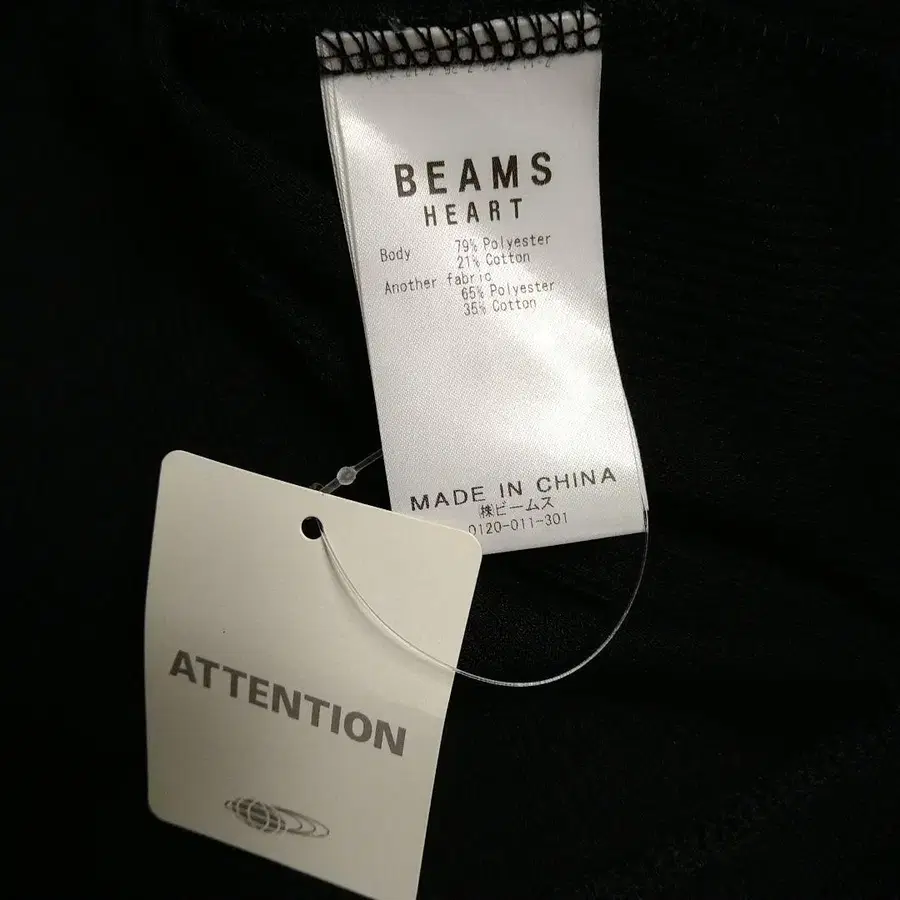 BEAMS
HEART
Body 79% Polyester
21% Cotton
Another fabric
65% Polyester
35% Cotton
MADE IN CHINA
㈱ビームス
0120-011-301
ATTENTION